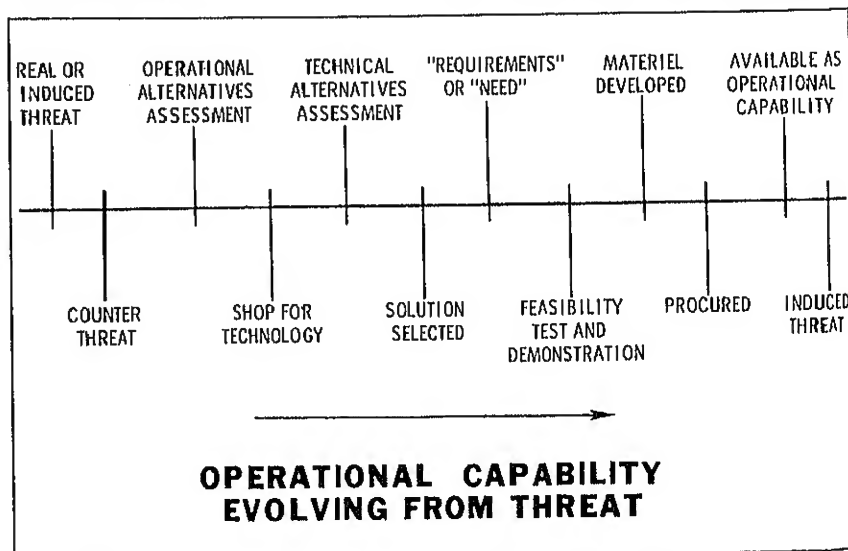 REAL OR
INDUCED
THREAT
OPERATIONAL
ALTERNATIVES
ASSESSMENT
TECHNICAL
ALTERNATIVES
ASSESSMENT
"REQUIREMENTS"
OR "NEED"
MATERIEL
DEVELOPED
AVAILABLE AS
OPERATIONAL
CAPABILITY
COUNTER
THREAT
SHOP FOR
TECHNOLOGY
SOLUTION
SELECTED
FEASIBILITY
TEST AND
DEMONSTRATION
PROCURED
INDUCED
THREAT
OPERATIONAL CAPABILITY
EVOLVING FROM THREAT